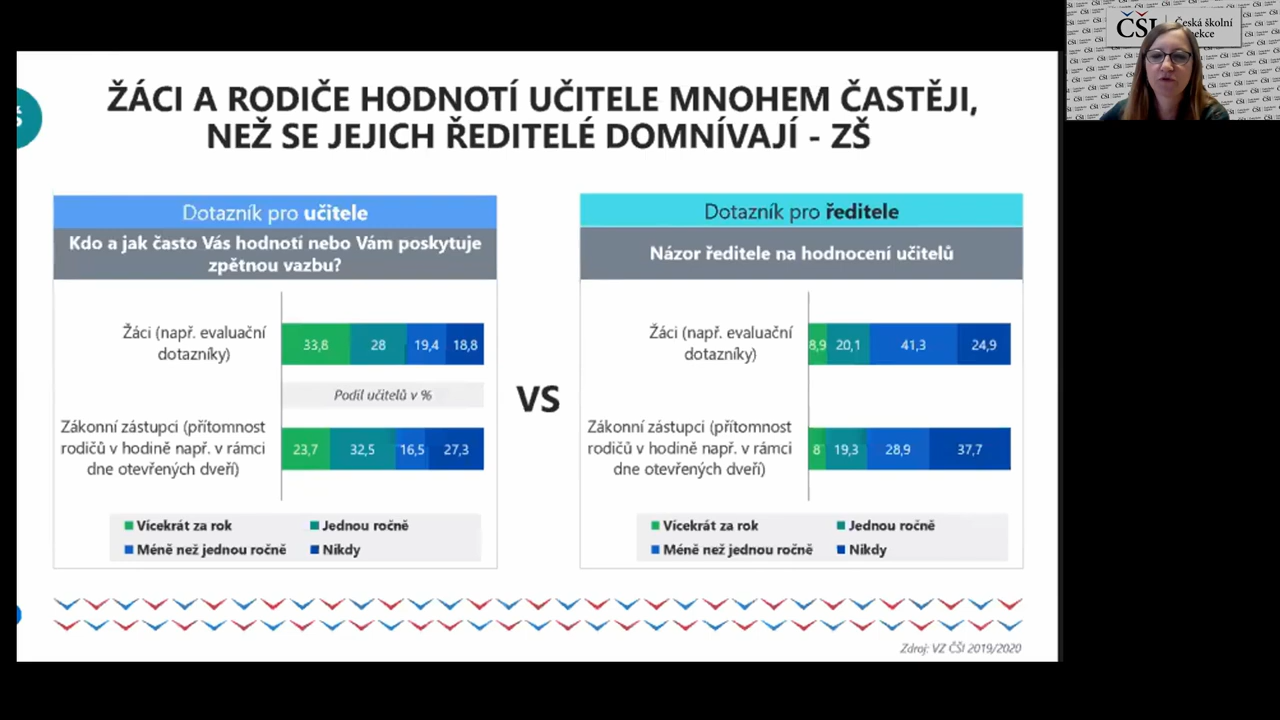 ŽÁCI A RODIČE HODNOTÍ UČITELE MNOHEM ČASTĚJI,
NEŽ SE JEJICH ŘEDITELÉ DOMNÍVAJÍ - ZŠ
Dotazník pro učitele
Kdo a jak často Vás hodnotí nebo Vám poskytuje
zpětnou vazbu?
Žáci (např. evaluační
dotazníky)
33,8 28 19,4 18,8
Podíl učitelů v %
Zákonní zástupci (přítomnost
rodičů v hodině např. v rámci
dne otevřených dveří)
23,7 32,5 16,5 27,3
Vícekrát za rok
Jednou ročně
Méně než jednou ročně
Nikdy
VS
Dotazník pro ředitele
Názor ředitele na hodnocení učitelů
Žáci (např. evaluační
dotazníky)
8,9 20,1 41,3 24,9
Zákonní zástupci (přítomnost
rodičů v hodině např. v rámci
dne otevřených dveří)
8 19,3 28,9 37,7
Vícekrát za rok
Jednou ročně
Méně než jednou ročně
Nikdy
Zdroj: VZ ČŠI 2019/2020
ČŠI
Česká školní